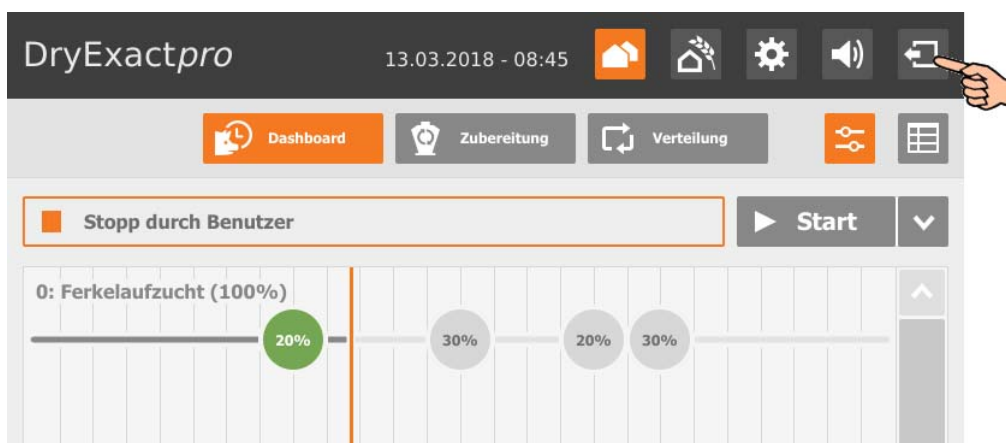 DryExactpro 13.03.2018 - 08:45
Dashboard Zubereitung Verteilung
Stopp durch Benutzer Start
0: Ferkelaufzucht (100%)
20% 30% 20% 30%